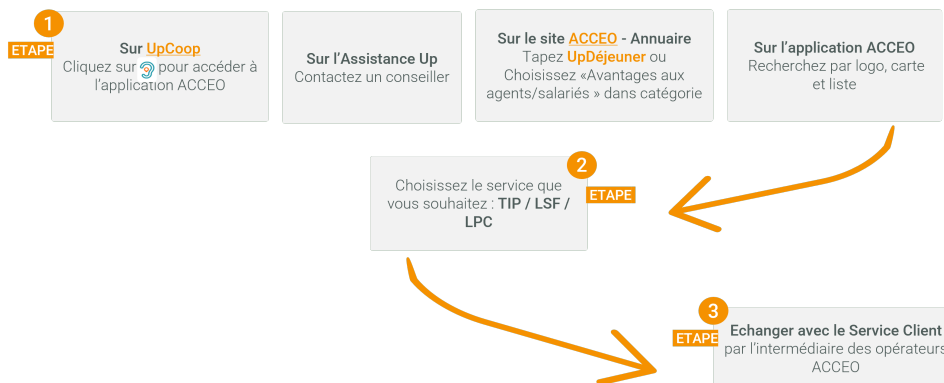 1
ETAPE
Sur UpCoop
Cliquez sur pour accéder à
l'application ACCEO
Sur l'Assistance Up
Contactez un conseiller
Sur le site ACCEO - Annuaire
Tapez UpDéjeuner ou
Choisissez «Avantages aux
agents/salariés » dans catégorie
Sur l'application ACCEO
Recherchez par logo, carte
et liste
2
ETAPE
Choisissez le service que
vous souhaitez : TIP / LSF /
LPC
3
ETAPE
Echanger avec le Service Client
par l'intermédiaire des opérateurs
ACCEO